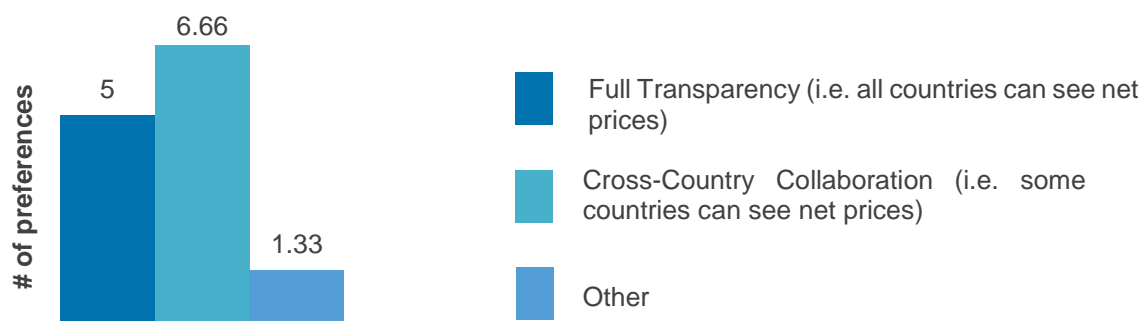 6.66
5
1.33
# of preferences
Full Transparency (i.e. all countries can see net
prices)
Cross-Country Collaboration (i.e. some
countries can see net prices)
Other